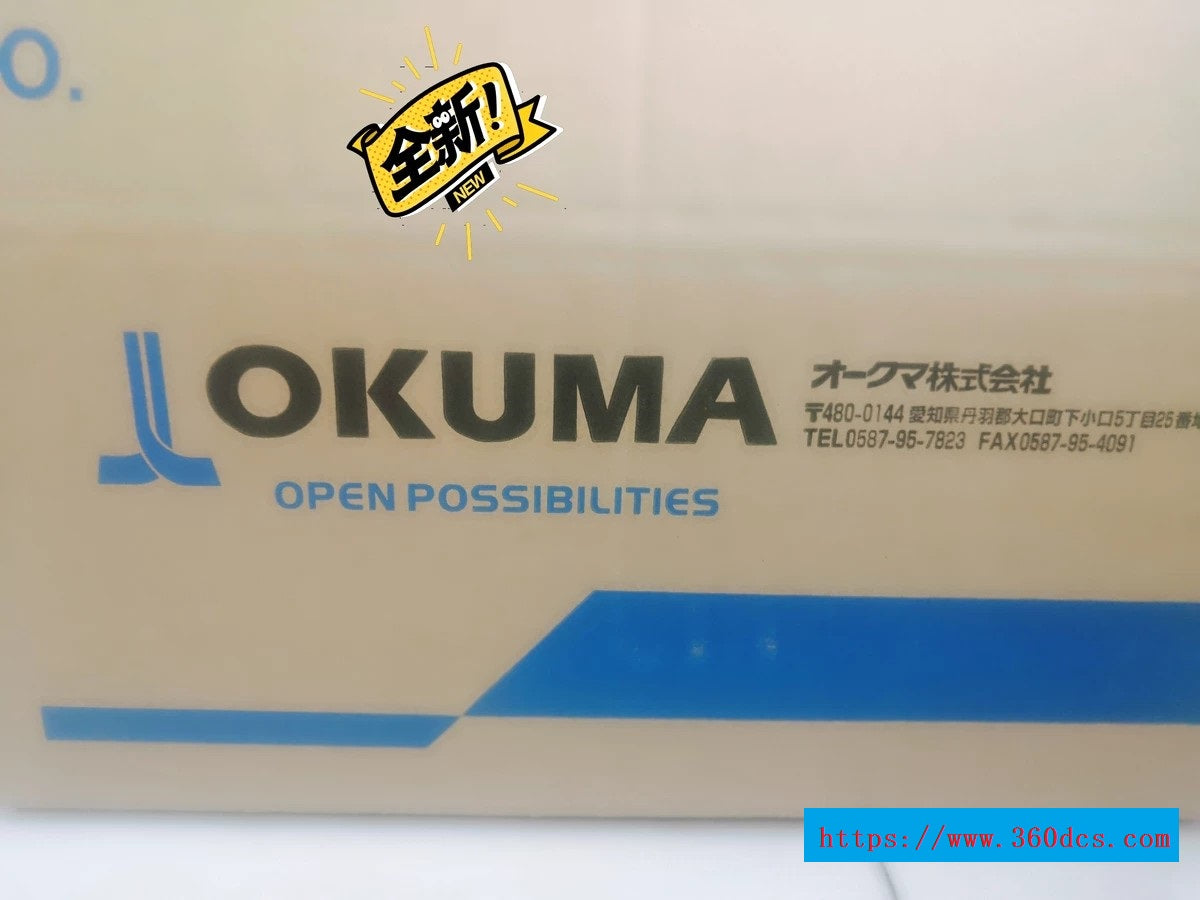 O.
全新!
NEW
OKUMA
OPEN POSSIBILITIES
オークマ株式会社
〒480-0144 愛知県丹羽郡大口町下小口5丁目25番地
TEL0587-95-7823 FAX0587-95-4091
https://www.360dcs.com